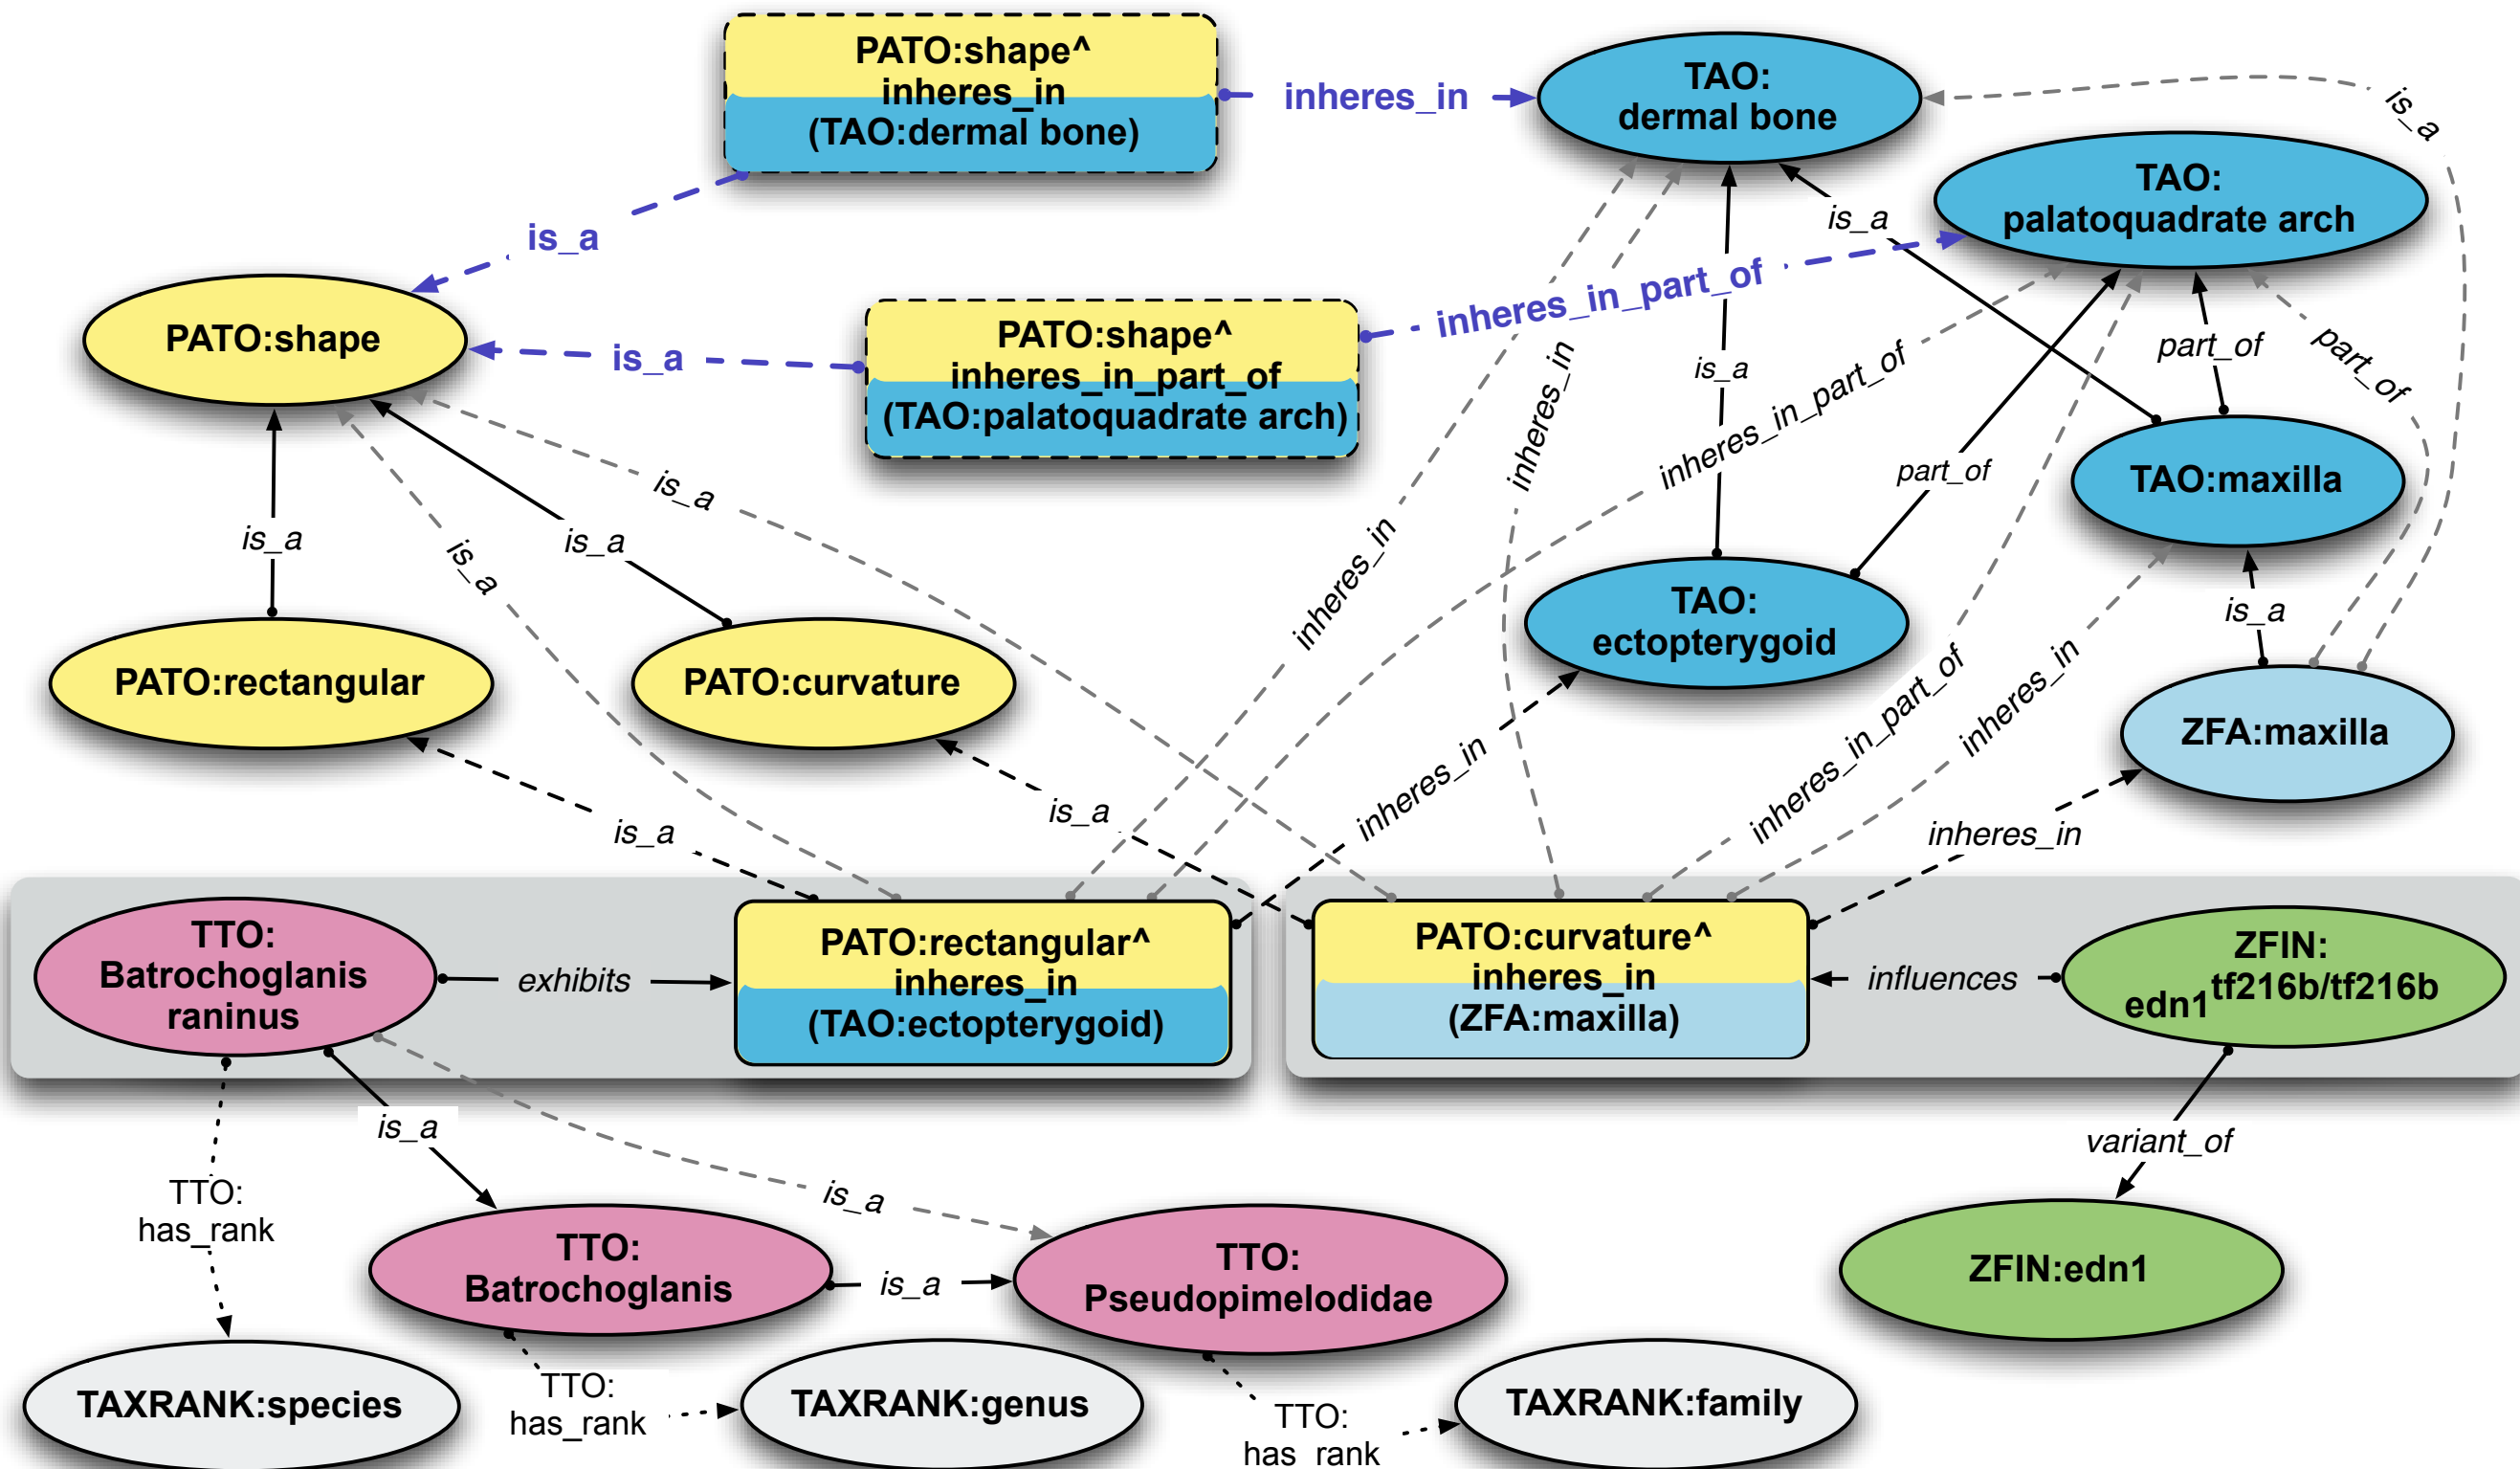 PATO:shape^
inheres_in
(TAO:dermal bone)
inheres_in
TAO:
dermal bone
is_a
TAO:
palatoquadrate arch
is_a
is_a
PATO:shape
is_a
PATO:shape^
inheres_in_part_of
(TAO:palatoquadrate arch)
inheres_in_part_of
inheres_in
is_a
inheres_in_part_of
part_of
part_of
TAO:maxilla
is_a
is_a
is_a
is_a
inheres_in
part_of
TAO:
ectopterygoid
is_a
PATO:rectangular
PATO:curvature
ZFA:maxilla
is_a
is_a
inheres_in
inheres_in_part_of
inheres_in
inheres_in
TTO:
Batrochoglanis
raninus
exhibits
PATO:rectangular^
inheres_in
(TAO:ectopterygoid)
PATO:curvature^
inheres_in
(ZFA:maxilla)
influences
ZFIN:
edn1tf216b/tf216b
is_a
variant_of
TTO:
has_rank
is_a
TTO:
Batrochoglanis
is_a
TTO:
Pseudopimelodidae
ZFIN:edn1
TAXRANK:species
TTO:
has_rank
TAXRANK:genus
TTO:
has_rank
TAXRANK:family